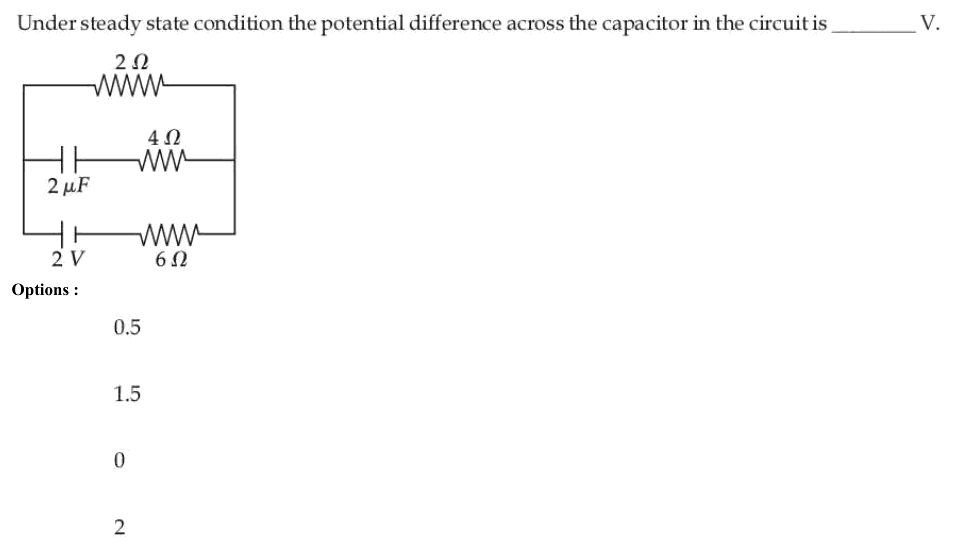 Under steady state condition the potential difference across the capacitor in the circuit is ________ V.
2 Ω
4 Ω
2 μF
2 V
6 Ω
Options :
0.5
1.5
0
2